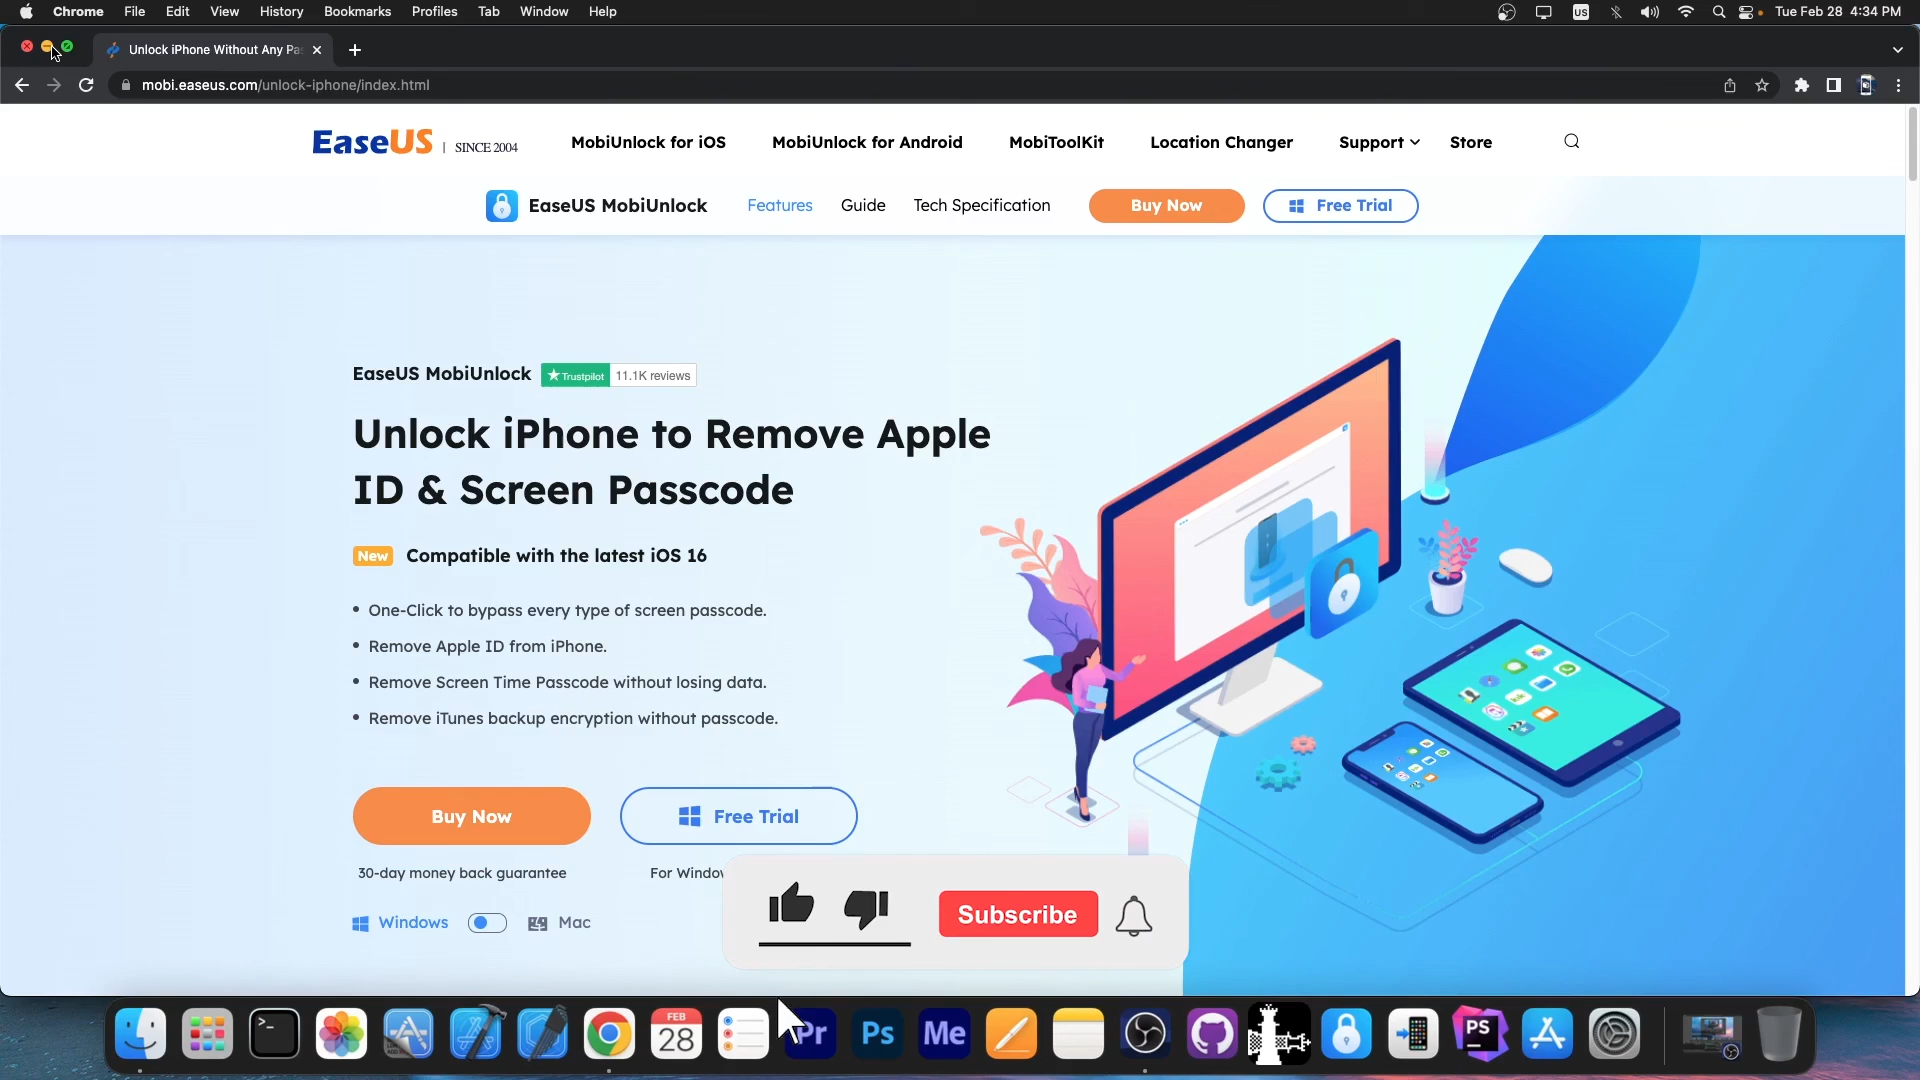 Chrome File Edit View History Bookmarks Profiles Tab Window Help US Tue Feb 28 4:34 PM
Unlock iPhone Without Any Pas
mobi.easeus.com/unlock-iphone/index.html
EaseUS | SINCE 2004 MobiUnlock for iOS MobiUnlock for Android MobiToolKit Location Changer Support Store
EaseUS MobiUnlock Features Guide Tech Specification Buy Now Free Trial
EaseUS MobiUnlock Trustpilot 11.1K reviews
Unlock iPhone to Remove Apple
ID & Screen Passcode
New Compatible with the latest iOS 16
• One-Click to bypass every type of screen passcode.
• Remove Apple ID from iPhone.
• Remove Screen Time Passcode without losing data.
• Remove iTunes backup encryption without passcode.
Buy Now Free Trial
30-day money back guarantee For Window
Windows Mac
Subscribe
FEB
28
Pr Ps Me PS